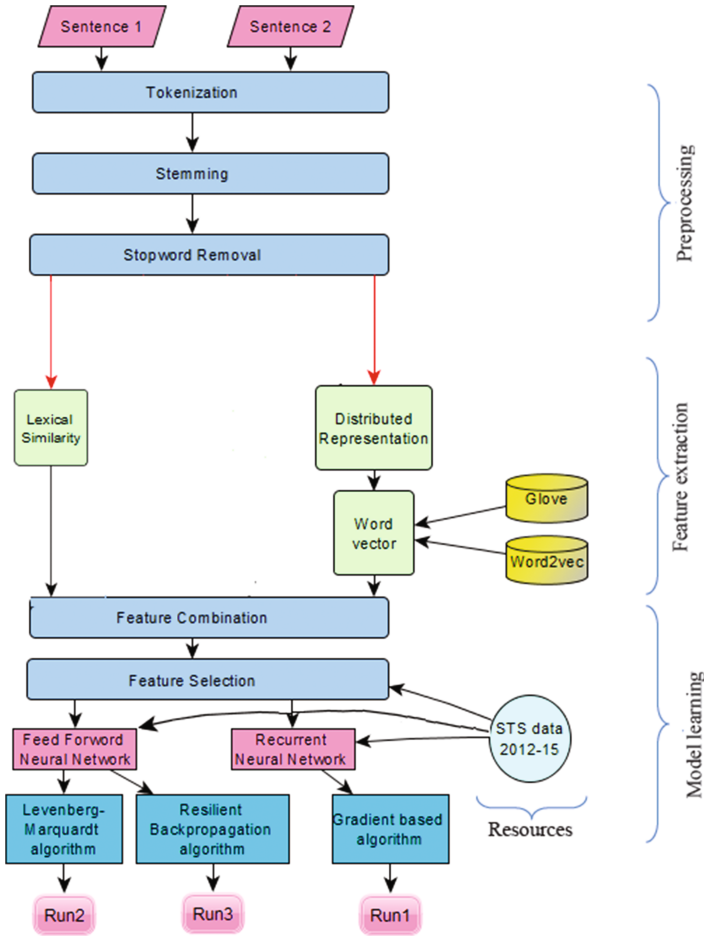 Sentence 1
Sentence 2
Tokenization
Stemming
Stopword Removal
Preprocessing
Lexical
Similarity
Distributed
Representation
Word
vector
Glove
Word2vec
Feature extraction
Feature Combination
Feature Selection
Feed Forward
Neural Network
Recurrent
Neural Network
STS data
2012-15
Model learning
Levenberg-
Marquardt
algorithm
Resilient
Backpropagation
algorithm
Gradient based
algorithm
Resources
Run2
Run3
Run1